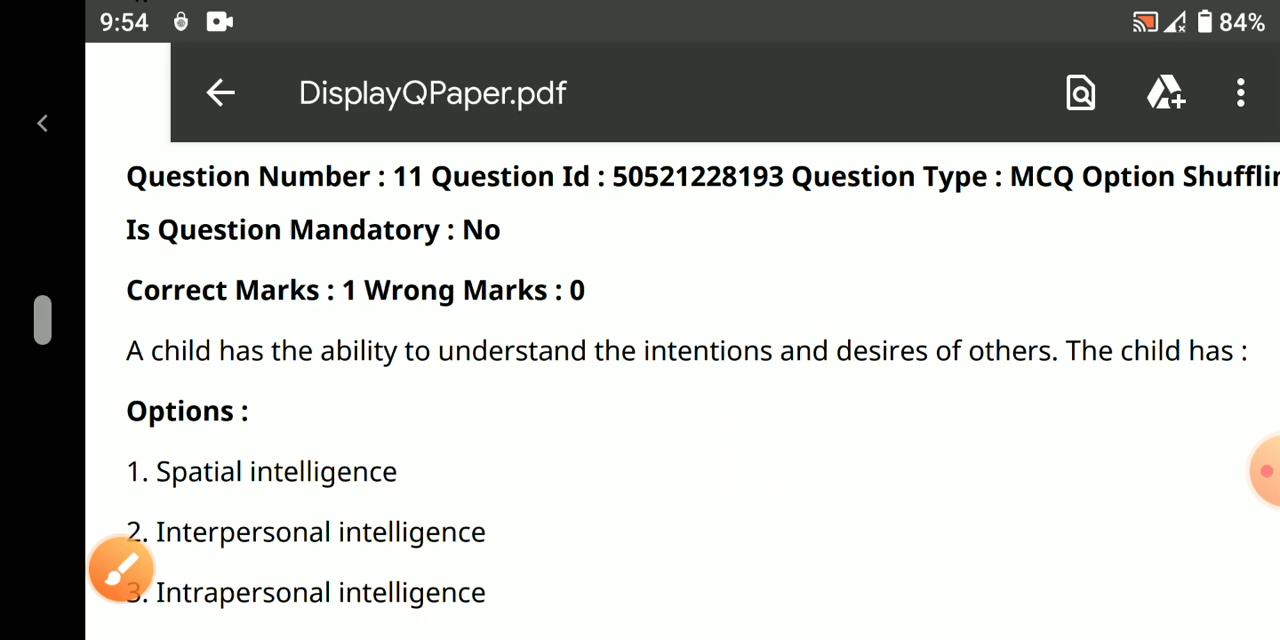 9:54 84%
DisplayQPaper.pdf
Question Number : 11 Question Id : 50521228193 Question Type : MCQ Option
Is Question Mandatory : No
Correct Marks : 1 Wrong Marks : 0
A child has the ability to understand the intentions and desires of others. The child has :
Options :
1. Spatial intelligence
2. Interpersonal intelligence
3. Intrapersonal intelligence